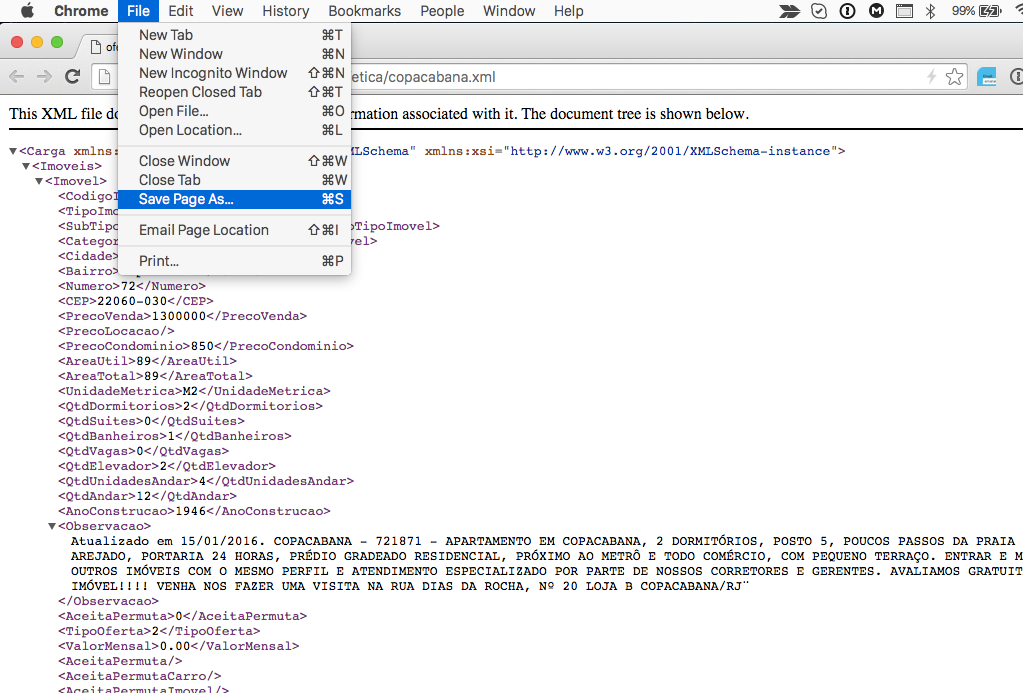 Chrome File Edit View History Bookmarks People Window Help 99%
New Tab ⌘T
New Window ⌘N
New Incognito Window ⇧⌘N
Reopen Closed Tab ⇧⌘T
Open File... ⌘O
Open Location... ⌘L
Close Window ⇧⌘W
Close Tab ⌘W
Save Page As... ⌘S
Email Page Location ⇧⌘I
Print... ⌘P
etica/copacabana.xml
This XML file do rmation associated with it. The document tree is shown below.
<Carga xmlns: MLSchema" xmlns:xsi="http://www.w3.org/2001/XMLSchema-instance">
<Imoveis>
<Imovel>
<CodigoI
<TipoImo
<SubTipo oTipoImovel>
<Categor vel>
<Cidade>
<Bairro>
<Numero>72</Numero>
<CEP>22060-030</CEP>
<PrecoVenda>1300000</PrecoVenda>
<PrecoLocacao/>
<PrecoCondominio>850</PrecoCondominio>
<AreaUtil>89</AreaUtil>
<AreaTotal>89</AreaTotal>
<UnidadeMetrica>M2</UnidadeMetrica>
<QtdDormitorios>2</QtdDormitorios>
<QtdSuites>0</QtdSuites>
<QtdBanheiros>1</QtdBanheiros>
<QtdVagas>0</QtdVagas>
<QtdElevador>2</QtdElevador>
<QtdUnidadesAndar>4</QtdUnidadesAndar>
<QtdAndar>12</QtdAndar>
<AnoConstrucao>1946</AnoConstrucao>
<Observacao>
Atualizado em 15/01/2016. COPACABANA - 721871 - APARTAMENTO EM COPACABANA, 2 DORMITÓRIOS, POSTO 5, POUCOS PASSOS DA PRAIA
AREJADO, PORTARIA 24 HORAS, PRÉDIO GRADEADO RESIDENCIAL, PRÓXIMO AO METRÔ E TODO COMÉRCIO, COM PEQUENO TERRAÇO. ENTRAR E M
OUTROS IMÓVEIS COM O MESMO PERFIL E ATENDIMENTO ESPECIALIZADO POR PARTE DE NOSSOS CORRETORES E GERENTES. AVALIAMOS GRATUIT
IMÓVEL!!!! VENHA NOS FAZER UMA VISITA NA RUA DIAS DA ROCHA, Nº 20 LOJA B COPACABANA/RJ¨
</Observacao>
<AceitaPermuta>0</AceitaPermuta>
<TipoOferta>2</TipoOferta>
<ValorMensal>0.00</ValorMensal>
<AceitaPermuta/>
<AceitaPermutaCarro/>
<AceitaPermutaImovel/>